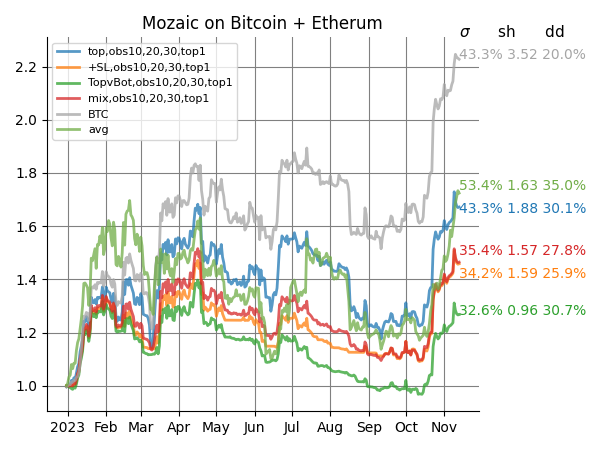 Mozaic on Bitcoin + Etherum
σ sh dd
top,obs10,20,30,top1
+SL,obs10,20,30,top1
TopvBot,obs10,20,30,top1
mix,obs10,20,30,top1
BTC
avg
43.3% 3.52 20.0%
53.4% 1.63 35.0%
43.3% 1.88 30.1%
35.4% 1.57 27.8%
34.2% 1.59 25.9%
32.6% 0.96 30.7%
2.2
2.0
1.8
1.6
1.4
1.2
1.0
2023 Feb Mar Apr May Jun Jul Aug Sep Oct Nov